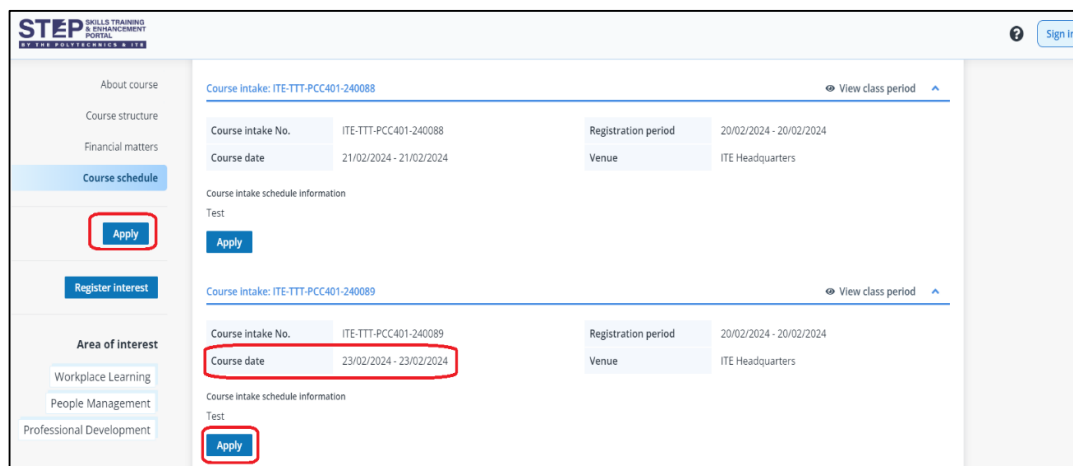 STEP SKILLS TRAINING & ENHANCEMENT PORTAL
BY THE POLYTECHNICS & ITE
Sign in
About course
Course structure
Financial matters
Course schedule
Apply
Register interest
Area of interest
Workplace Learning
People Management
Professional Development
Course intake: ITE-TTT-PCC401-240088 View class period
Course intake No. ITE-TTT-PCC401-240088 Registration period 20/02/2024 - 20/02/2024
Course date 21/02/2024 - 21/02/2024 Venue ITE Headquarters
Course intake schedule information
Test
Apply
Course intake: ITE-TTT-PCC401-240089 View class period
Course intake No. ITE-TTT-PCC401-240089 Registration period 20/02/2024 - 20/02/2024
Course date 23/02/2024 - 23/02/2024 Venue ITE Headquarters
Course intake schedule information
Test
Apply